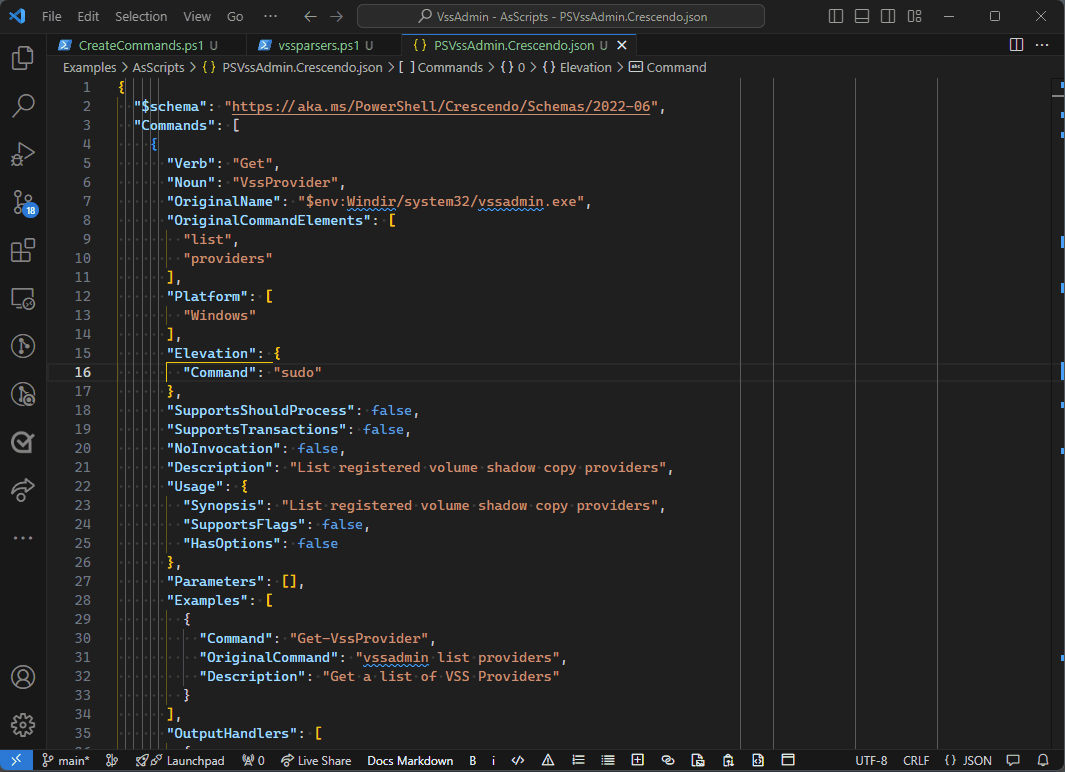 File Edit Selection View Go ··· VssAdmin - AsScripts - PSVssAdmin.Crescendo.json
CreateCommands.ps1 U vssparsers.ps1 U { } PSVssAdmin.Crescendo.json U
Examples > AsScripts > { } PSVssAdmin.Crescendo.json > [ ] Commands > { } 0 > { } Elevation > abc Command
1 {
2 "$schema": "https://aka.ms/PowerShell/Crescendo/Schemas/2022-06",
3 "Commands": [
4 {
5 "Verb": "Get",
6 "Noun": "VssProvider",
7 "OriginalName": "$env:Windir/system32/vssadmin.exe",
8 "OriginalCommandElements": [
9 "list",
10 "providers"
11 ],
12 "Platform": [
13 "Windows"
14 ],
15 "Elevation": {
16 "Command": "sudo"
17 },
18 "SupportsShouldProcess": false,
19 "SupportsTransactions": false,
20 "NoInvocation": false,
21 "Description": "List registered volume shadow copy providers",
22 "Usage": {
23 "Synopsis": "List registered volume shadow copy providers",
24 "SupportsFlags": false,
25 "HasOptions": false
26 },
27 "Parameters": [],
28 "Examples": [
29 {
30 "Command": "Get-VssProvider",
31 "OriginalCommand": "vssadmin list providers",
32 "Description": "Get a list of VSS Providers"
33 }
34 ],
35 "OutputHandlers": [
18
main* Launchpad 0 Live Share Docs Markdown B i UTF-8 CRLF { } JSON